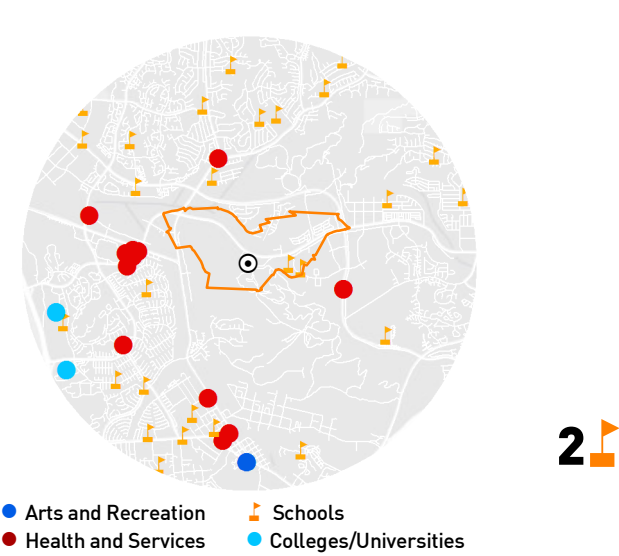 2
Arts and Recreation
Schools
Health and Services
Colleges/Universities